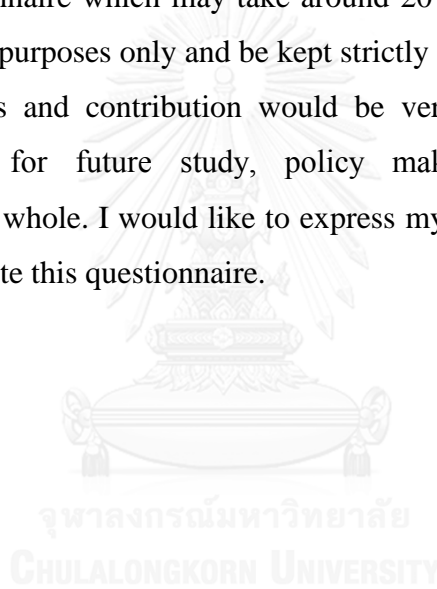 naire which may take around 20
purposes only and be kept strictly
s and contribution would be ver
for future study, policy mak
whole. I would like to express my
te this questionnaire.
จุฬาลงกรณ์มหาวิทยาลัย
CHULALONGKORN UNIVERSITY